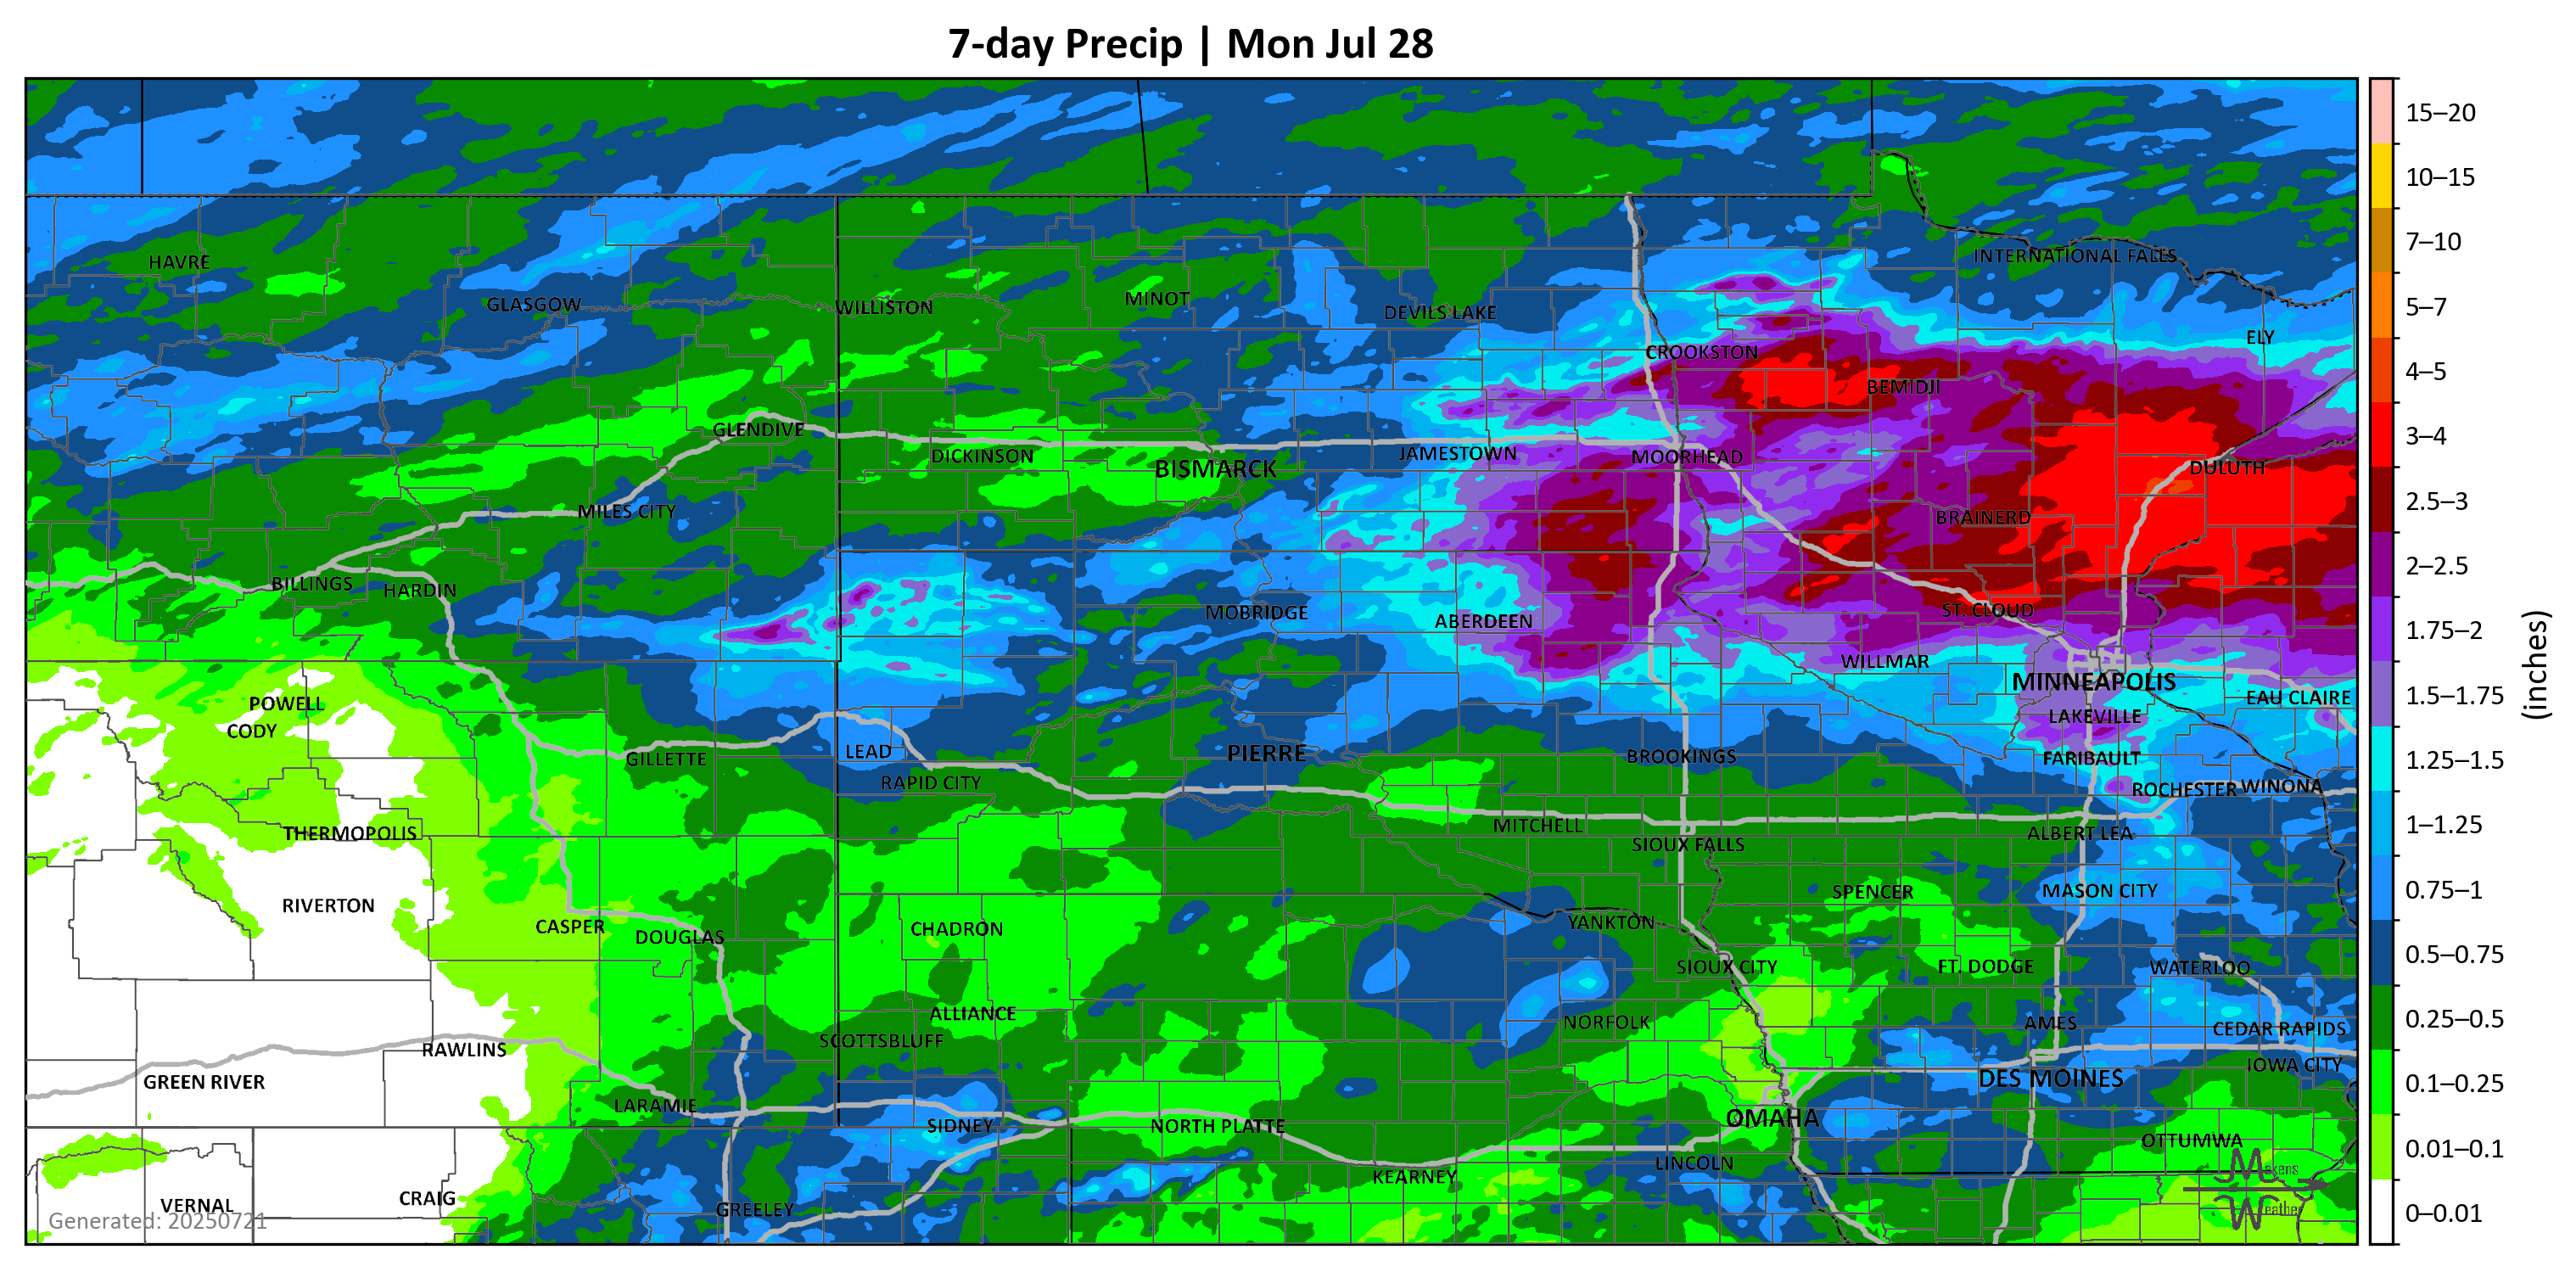 7-day Precip | Mon Jul 28
15–20
10–15
7–10
5–7
4–5
3–4
2.5–3
2–2.5
1.75–2
1.5–1.75
1.25–1.5
1–1.25
0.75–1
0.5–0.75
0.25–0.5
0.1–0.25
0.01–0.1
0–0.01
(inches)
INTERNATIONAL FALLS
HAVRE
GLASGOW
WILLISTON
MINOT
DEVILS LAKE
ELY
CROOKSTON
BEMIDJI
GLENDIVE
DICKINSON
BISMARCK
JAMESTOWN
MOORHEAD
DULUTH
MILES CITY
BRAINERD
BILLINGS
HARDIN
MOBRIDGE
ABERDEEN
ST. CLOUD
WILLMAR
MINNEAPOLIS
EAU CLAIRE
POWELL
CODY
LAKEVILLE
GILLETTE
LEAD
PIERRE
BROOKINGS
FARIBAULT
RAPID CITY
ROCHESTER
WINONA
THERMOPOLIS
MITCHELL
ALBERT LEA
SIOUX FALLS
SPENCER
MASON CITY
RIVERTON
CASPER
DOUGLAS
CHADRON
YANKTON
SIOUX CITY
FT. DODGE
WATERLOO
ALLIANCE
NORFOLK
AMES
CEDAR RAPIDS
SCOTTSBLUFF
RAWLINS
IOWA CITY
GREEN RIVER
DES MOINES
LARAMIE
SIDNEY
NORTH PLATTE
OMAHA
OTTUMWA
LINCOLN
KEARNEY
VERNAL
CRAIG
GREELEY
Generated: 20250721
Makens
Weather